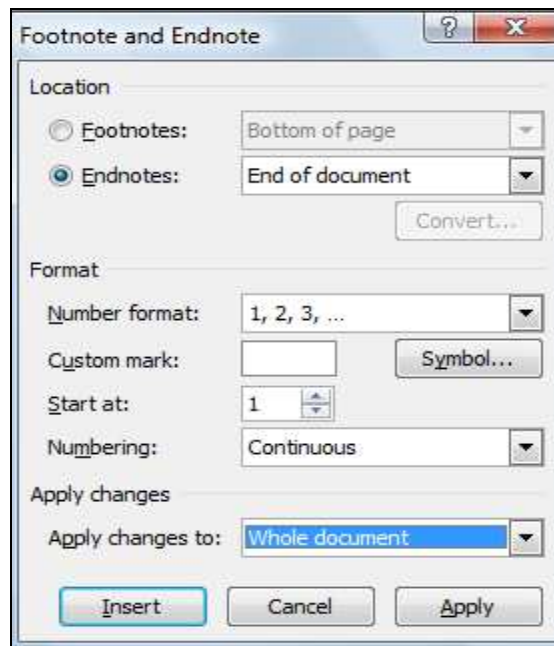 Footnote and Endnote
Location
Footnotes: Bottom of page
Endnotes: End of document
Convert...
Format
Number format: 1, 2, 3, ...
Custom mark: Symbol...
Start at: 1
Numbering: Continuous
Apply changes
Apply changes to: Whole document
Insert Cancel Apply